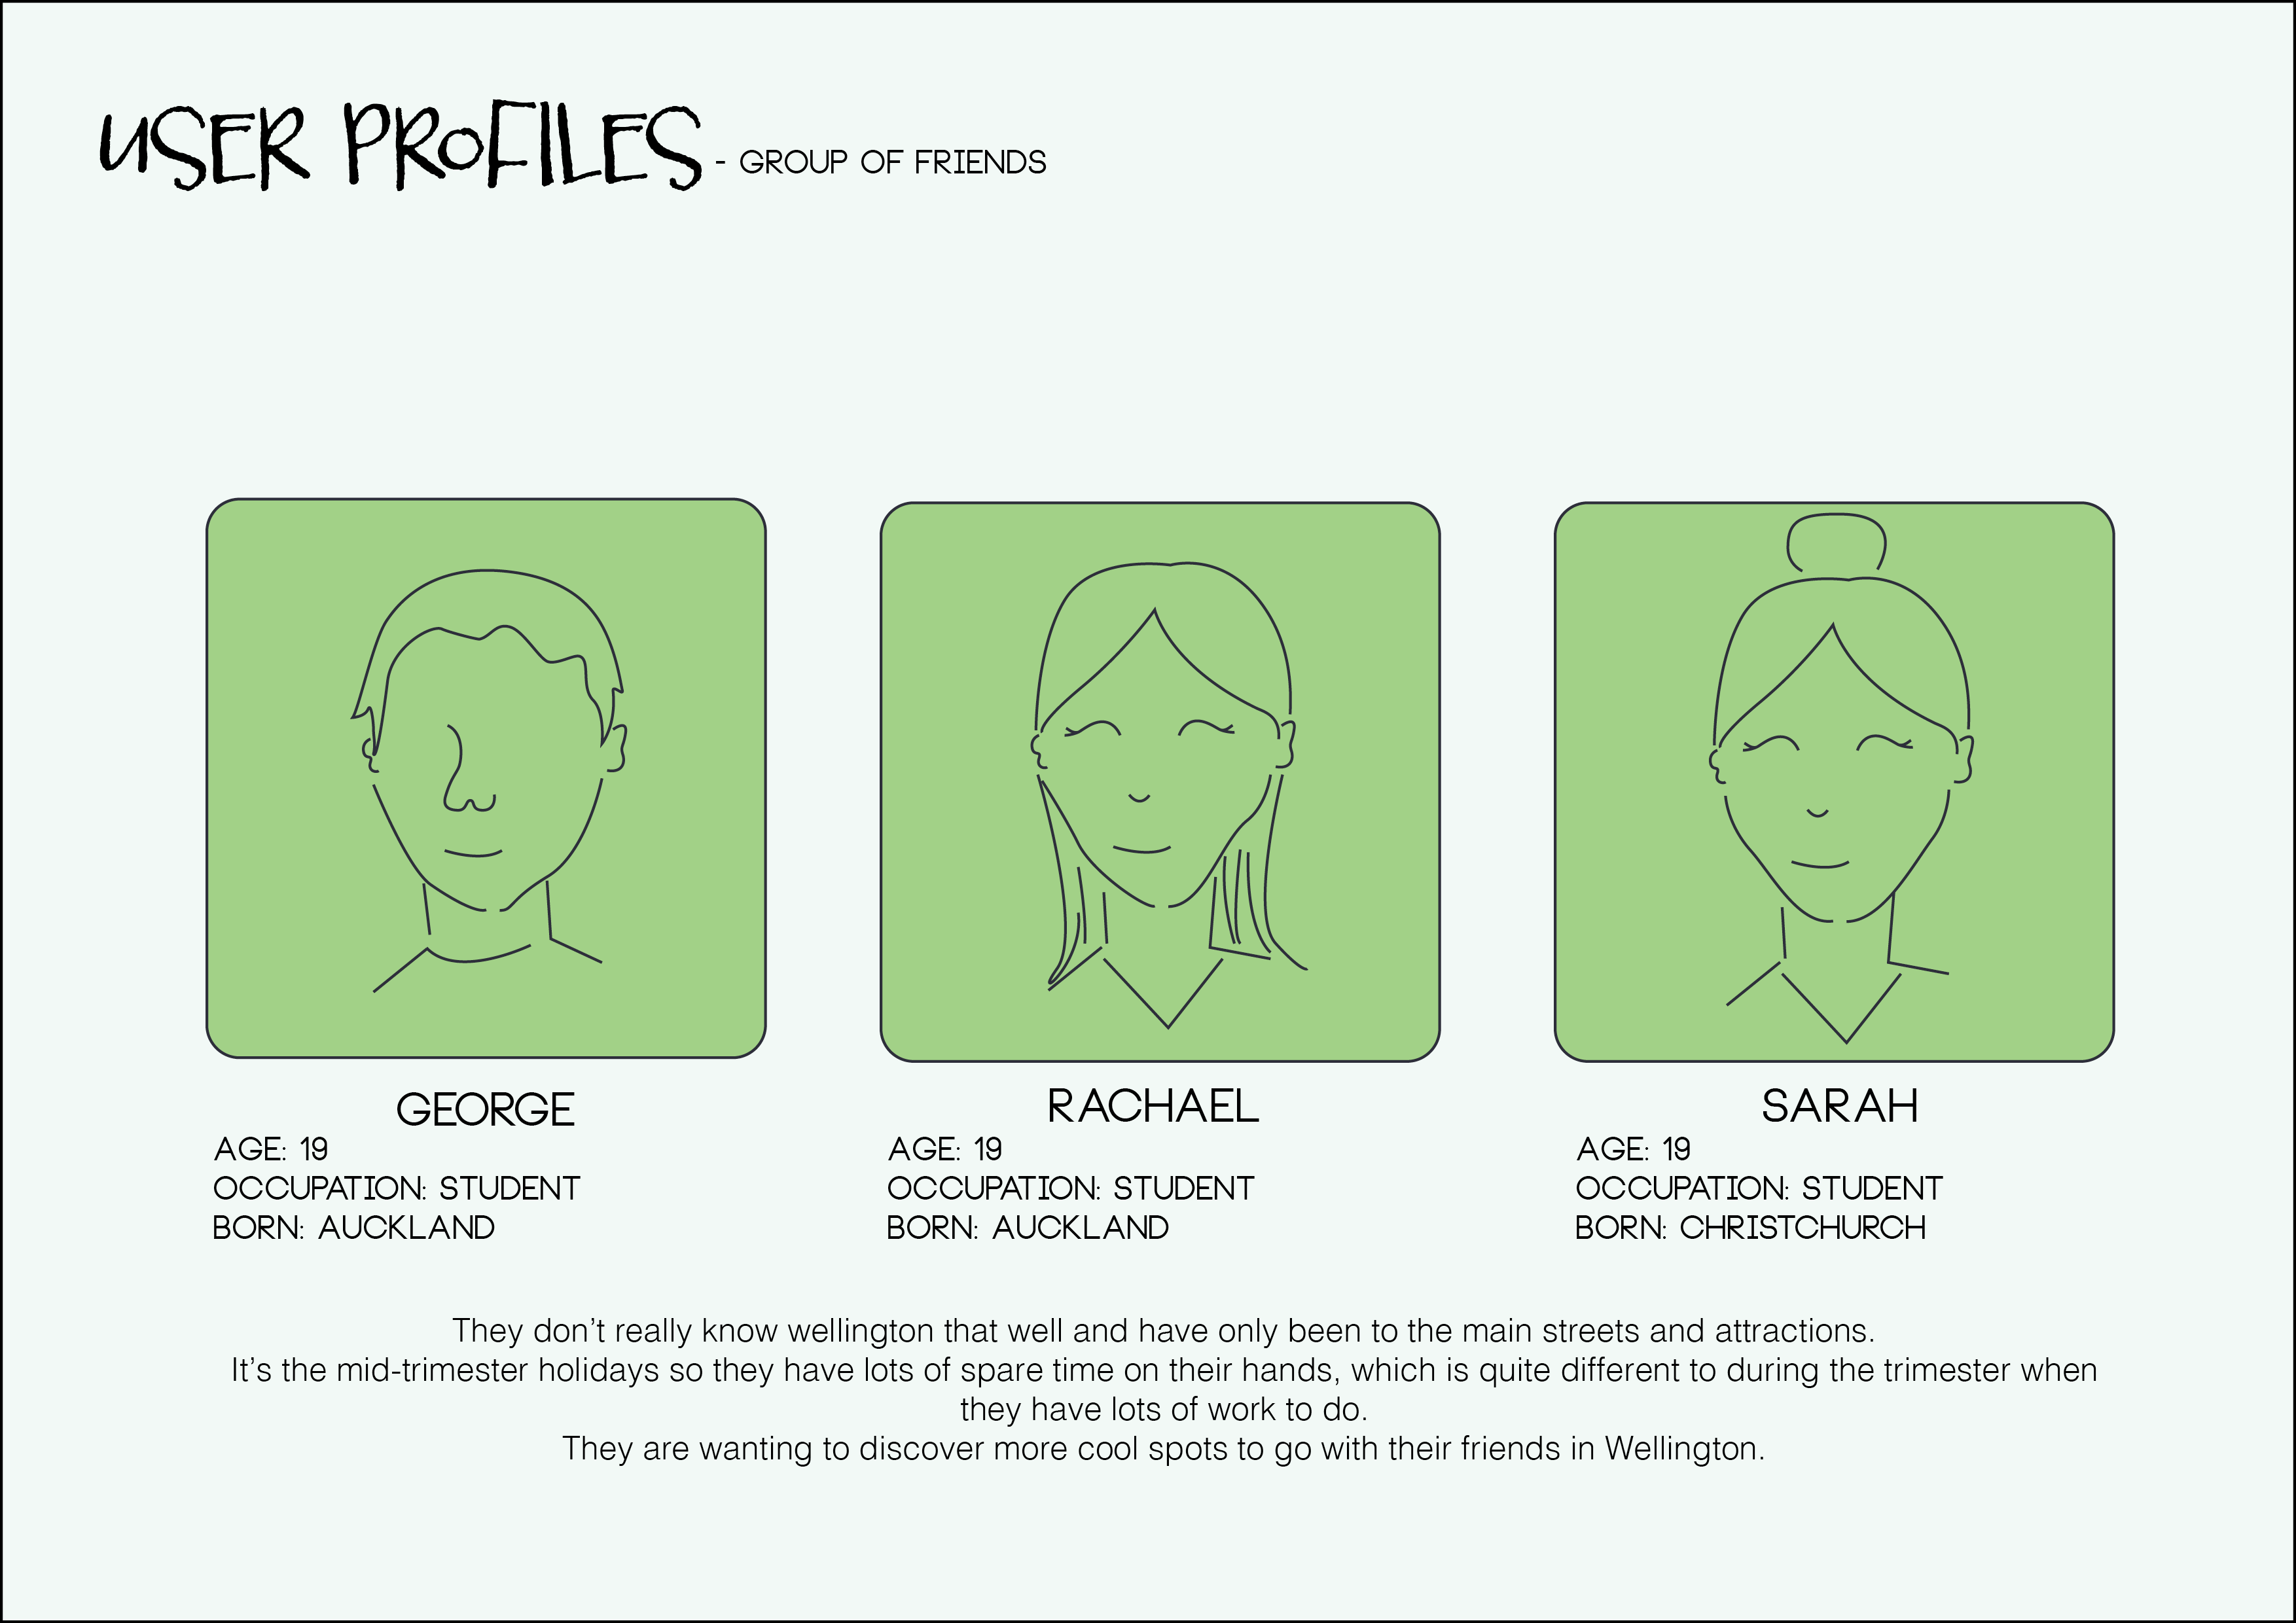 USER PROFILES - GROUP OF FRIENDS
GEORGE
AGE: 19
OCCUPATION: STUDENT
BORN: AUCKLAND
RACHAEL
AGE: 19
OCCUPATION: STUDENT
BORN: AUCKLAND
SARAH
AGE: 19
OCCUPATION: STUDENT
BORN: CHRISTCHURCH
They don't really know wellington that well and have only been to the main streets and attractions.
It's the mid-trimester holidays so they have lots of spare time on their hands, which is quite different to during the trimester when
they have lots of work to do.
They are wanting to discover more cool spots to go with their friends in Wellington.